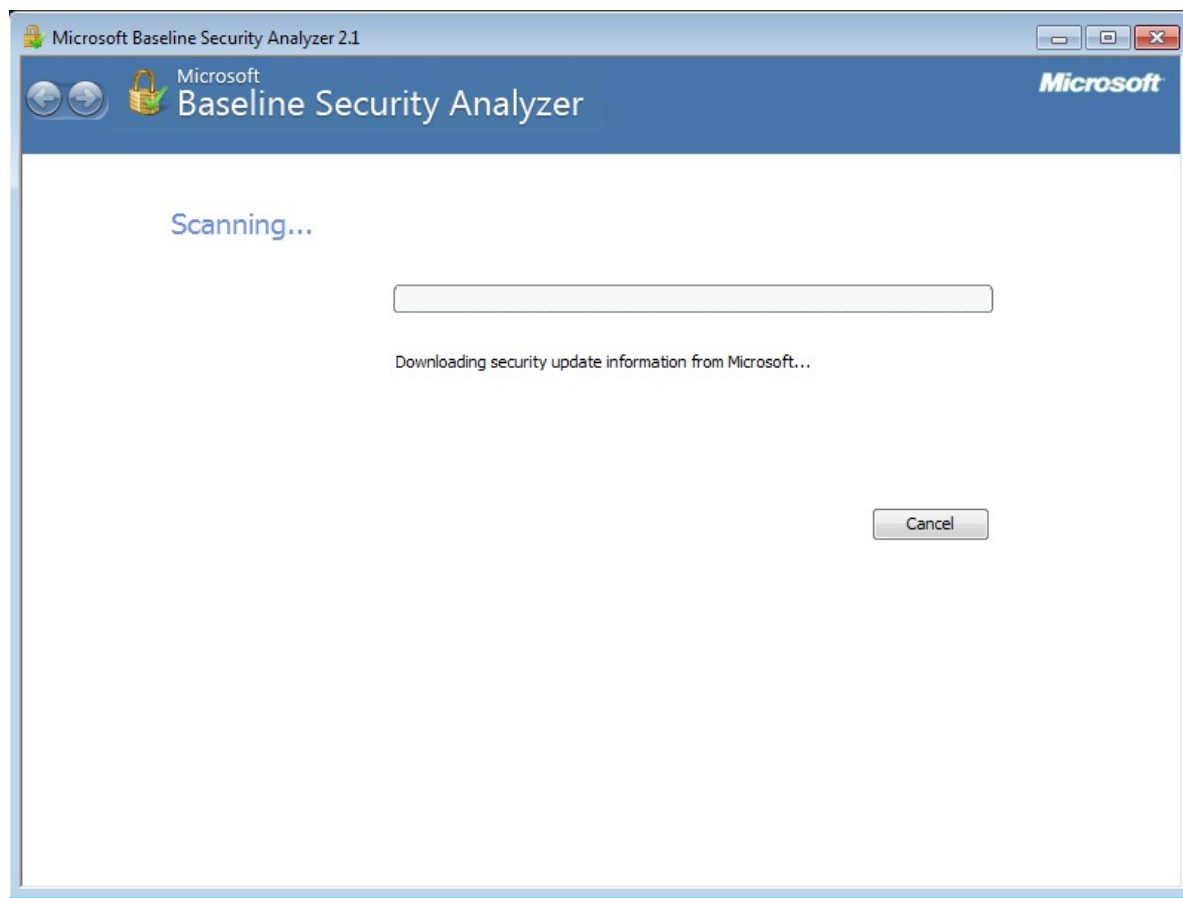 Microsoft Baseline Security Analyzer 2.1
Microsoft
Baseline Security Analyzer
Microsoft
Scanning...
Downloading security update information from Microsoft...
Cancel